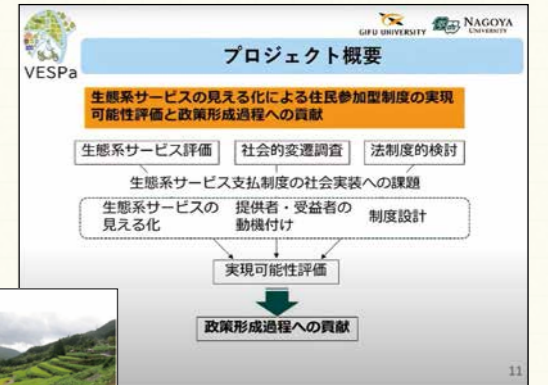 VESPa
GIFU UNIVERSITY
NAGOYA
UNIVERSITY
プロジェクト概要
生態系サービスの見える化による住民参加型制度の実現
可能性評価と政策形成過程への貢献
生態系サービス評価
社会的変遷調査
法制度的検討
生態系サービス支払制度の社会実装への課題
生態系サービスの
見える化
提供者・受益者の
動機付け
制度設計
実現可能性評価
政策形成過程への貢献
11